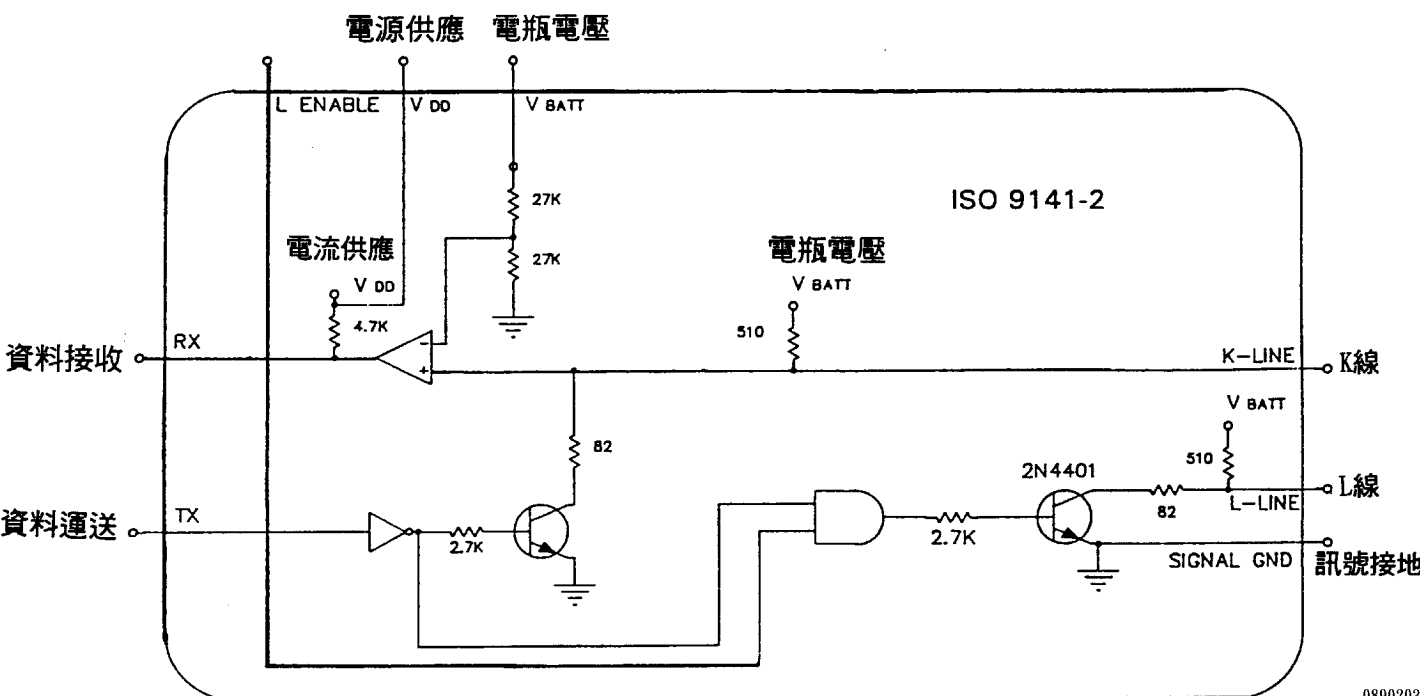 電源供應
電瓶電壓
L ENABLE
V DD
V BATT
27K
ISO 9141-2
電流供應
V DD
27K
電瓶電壓
V BATT
4.7K
510
資料接收
RX
-
+
K-LINE
K線
V BATT
82
510
2N4401
L線
82
L-LINE
資料運送
TX
2.7K
2.7K
SIGNAL GND
訊號接地
0800203